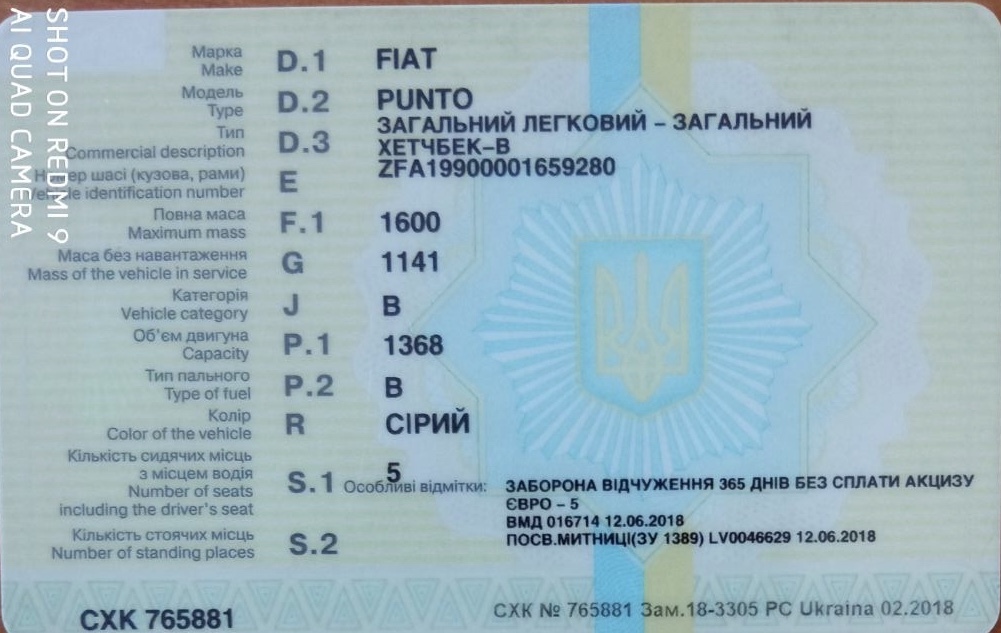 Марка
Make D.1 FIAT
Модель
Type D.2 PUNTO
Тип
Commercial description D.3 ЗАГАЛЬНИЙ ЛЕГКОВИЙ – ЗАГАЛЬНИЙ
ХЕТЧБЕК–В
Номер шасі (кузова, рами)
Vehicle identification number E ZFA19900001659280
Повна маса
Maximum mass F.1 1600
Маса без навантаження
Mass of the vehicle in service G 1141
Категорія
Vehicle category J B
Об'єм двигуна
Capacity P.1 1368
Тип пального
Type of fuel P.2 B
Колір
Color of the vehicle R СІРИЙ
Кількість сидячих місць
з місцем водія
Number of seats
including the driver's seat S.1 5
Особливі відмітки: ЗАБОРОНА ВІДЧУЖЕННЯ 365 ДНІВ БЕЗ СПЛАТИ АКЦИЗУ
ЄВРО – 5
ВМД 016714 12.06.2018
ПОСВ.МИТНИЦІ(ЗУ 1389) LV0046629 12.06.2018
Кількість стоячих місць
Number of standing places S.2
СХК 765881
СХК № 765881 Зам.18-3305 РС Ukraina 02.2018
SHOT ON REDMI 9
AI QUAD CAMERA